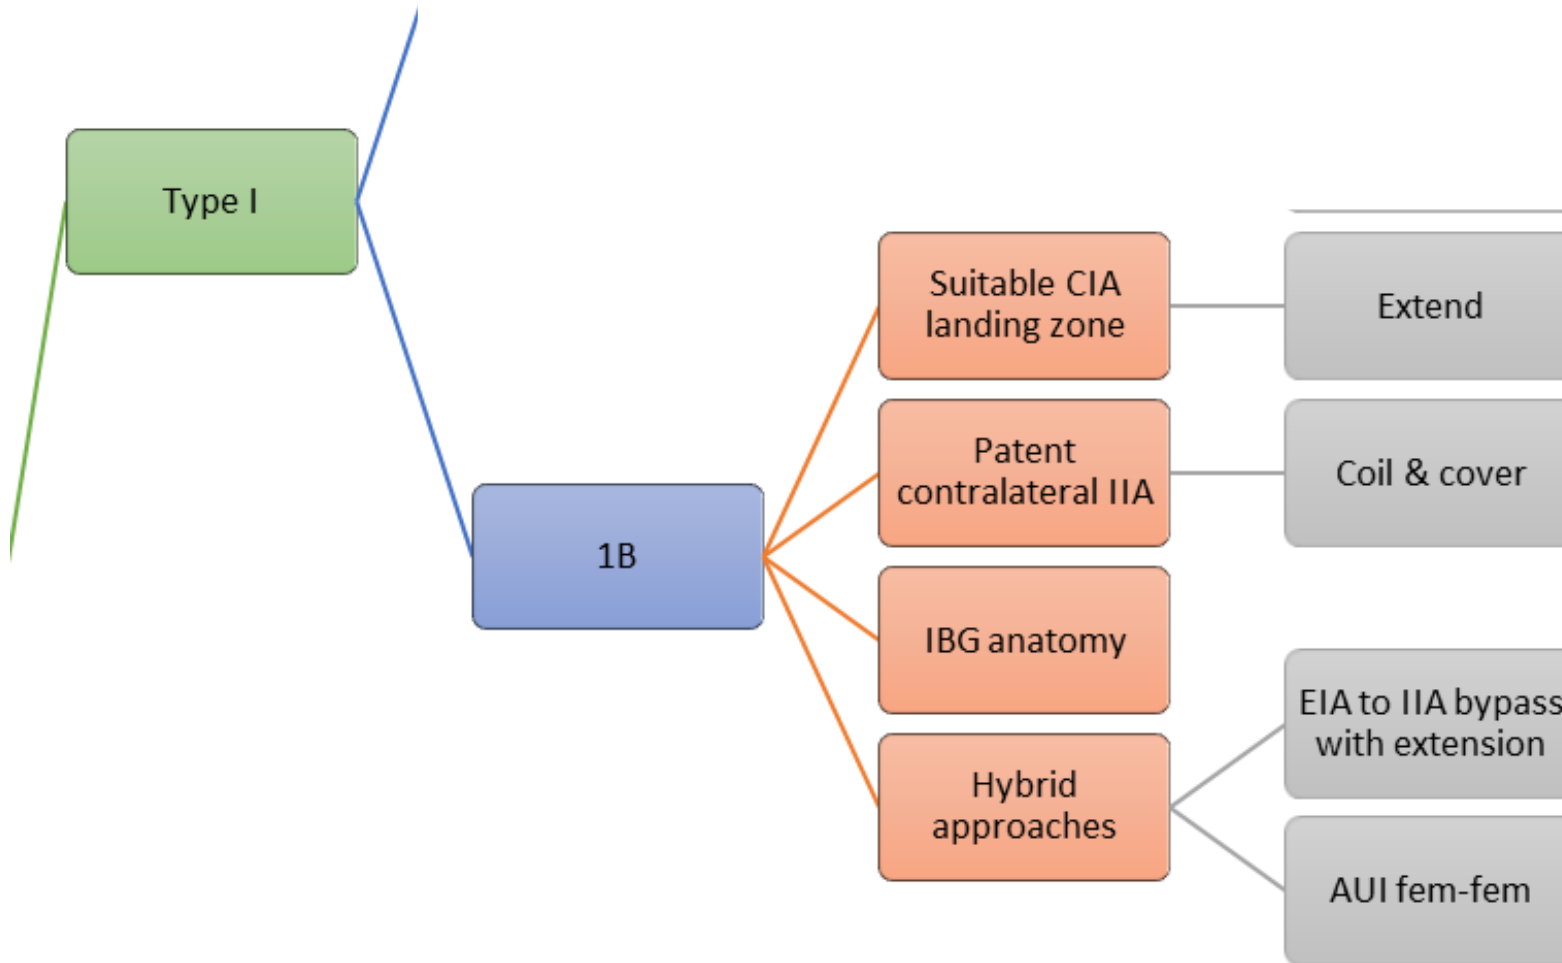 Type I
1B
Suitable CIA
landing zone
Extend
Patent
contralateral IIA
Coil & cover
IBG anatomy
Hybrid
approaches
EIA to IIA bypass
with extension
AUI fem-fem